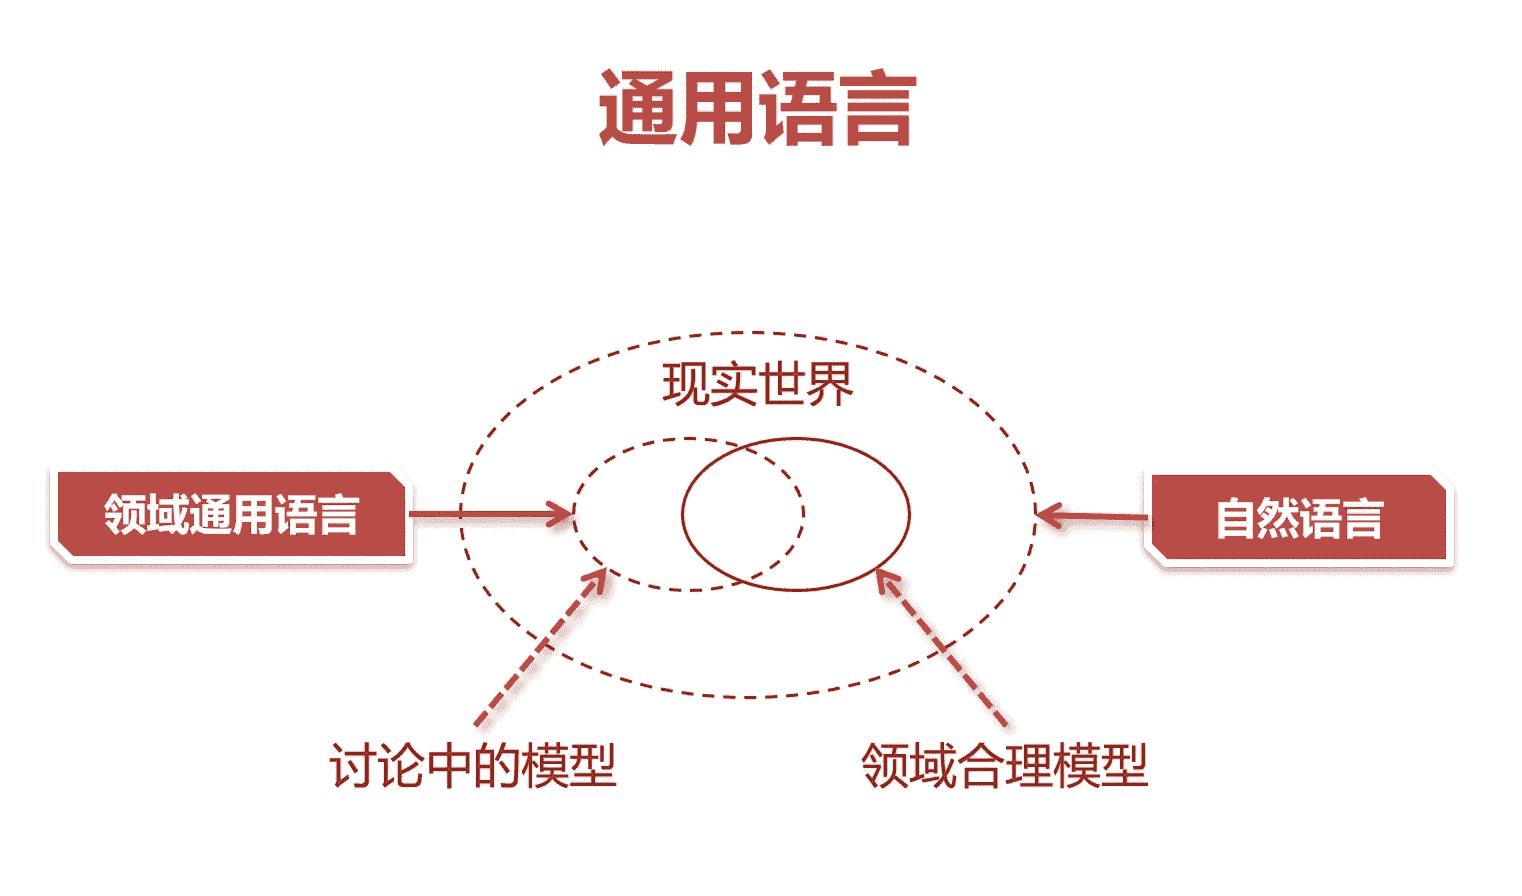 通用语言
现实世界
领域通用语言
自然语言
讨论中的模型
领域合理模型